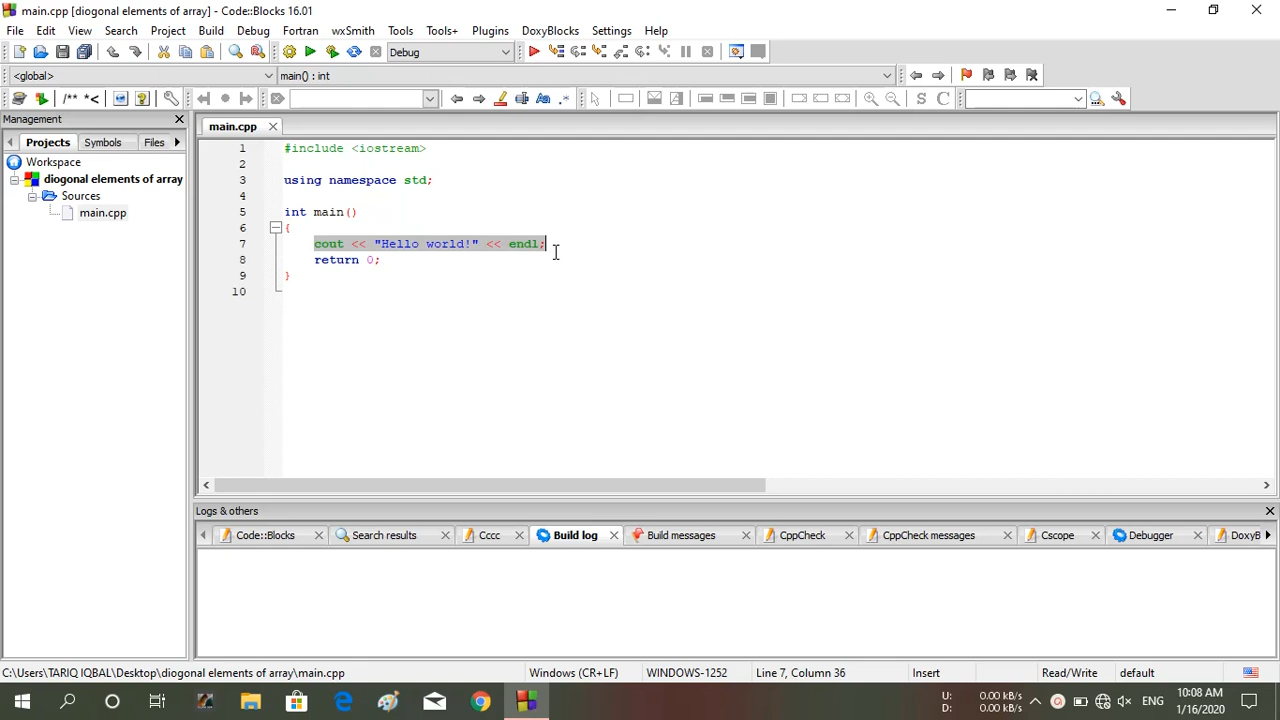 main.cpp [diogonal elements of array] - Code::Blocks 16.01
File Edit View Search Project Build Debug Fortran wxSmith Tools Tools+ Plugins DoxyBlocks Settings Help
Debug
<global> main() : int
/** *<
S C
Management
Projects Symbols Files
Workspace
diogonal elements of array
Sources
main.cpp
main.cpp
1 #include <iostream>
2
3 using namespace std;
4
5 int main()
6 {
7 cout << "Hello world!" << endl;
8 return 0;
9 }
10
Logs & others
Code::Blocks Search results Cccc Build log Build messages CppCheck CppCheck messages Cscope Debugger DoxyB
C:\Users\TARIQ IQBAL\Desktop\diogonal elements of array\main.cpp Windows (CR+LF) WINDOWS-1252 Line 7, Column 36 Insert Read/Write default
U: 0.00 kB/s
D: 0.00 kB/s
ENG
10:08 AM
1/16/2020